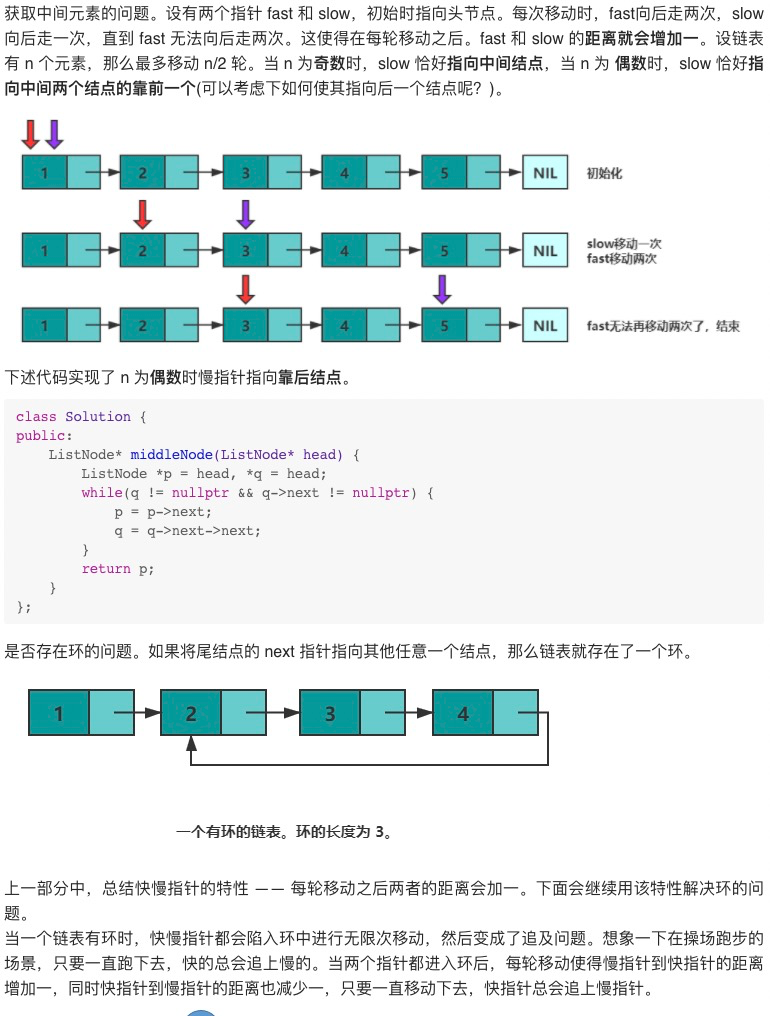 获取中间元素的问题。设有两个指针 fast 和 slow，初始时指向头节点。每次移动时，fast向后走两次，slow
向后走一次，直到 fast 无法向后走两次。这使得在每轮移动之后。fast 和 slow 的距离就会增加一。设链表
有 n 个元素，那么最多移动 n/2 轮。当 n 为奇数时，slow 恰好指向中间结点，当 n 为 偶数时，slow 恰好指
向中间两个结点的靠前一个(可以考虑下如何使其指向后一个结点呢？)。
1 2 3 4 5 NIL 初始化
slow移动一次
1 2 3 4 5 NIL
fast移动两次
1 2 3 4 5 NIL fast无法再移动两次了，结束
下述代码实现了 n 为偶数时慢指针指向靠后结点。
class Solution {
public:
    ListNode* middleNode(ListNode* head) {
        ListNode *p = head, *q = head;
        while(q != nullptr && q->next != nullptr) {
            p = p->next;
            q = q->next->next;
        }
        return p;
    }
};
是否存在环的问题。如果将尾结点的 next 指针指向其他任意一个结点，那么链表就存在了一个环。
1 2 3 4
一个有环的链表。环的长度为 3。
上一部分中，总结快慢指针的特性 —— 每轮移动之后两者的距离会加一。下面会继续用该特性解决环的问
题。
当一个链表有环时，快慢指针都会陷入环中进行无限次移动，然后变成了追及问题。想象一下在操场跑步的
场景，只要一直跑下去，快的总会追上慢的。当两个指针都进入环后，每轮移动使得慢指针到快指针的距离
增加一，同时快指针到慢指针的距离也减少一，只要一直移动下去，快指针总会追上慢指针。